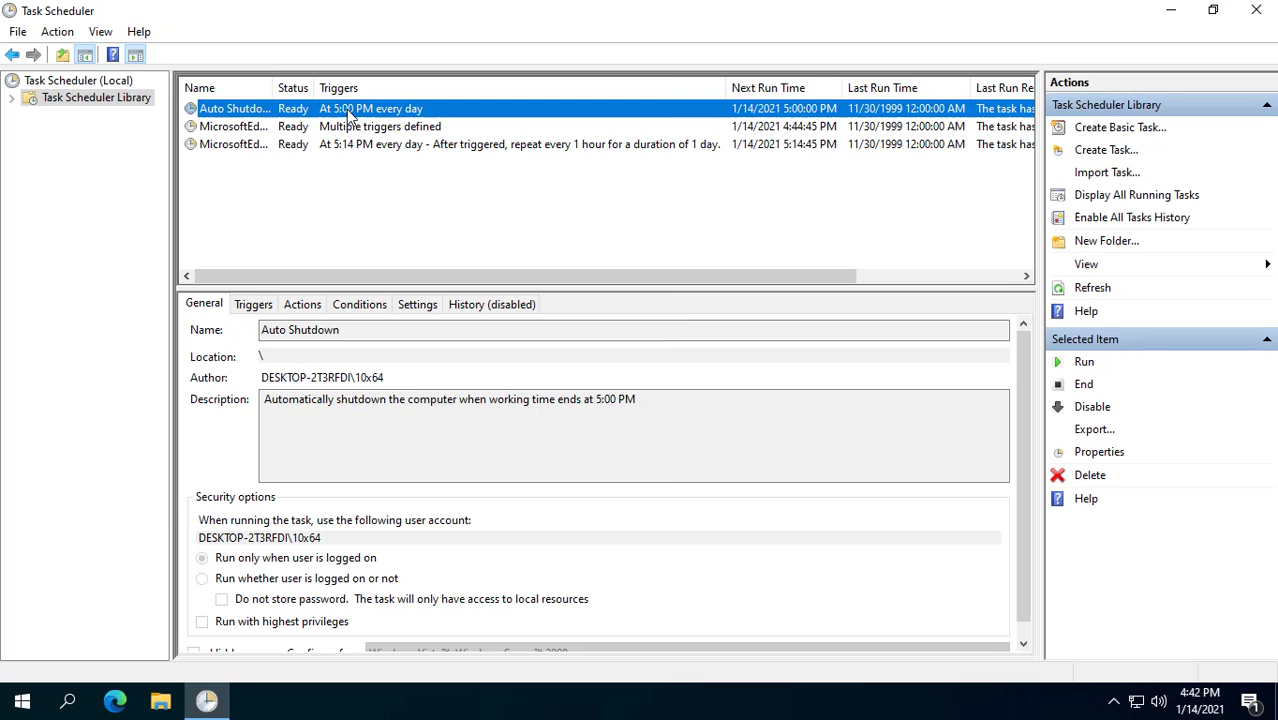 Task Scheduler
File Action View Help
Task Scheduler (Local)
Task Scheduler Library
Name Status Triggers Next Run Time Last Run Time Last Run Re
Auto Shutdo... Ready At 5:00 PM every day 1/14/2021 5:00:00 PM 11/30/1999 12:00:00 AM The task has
MicrosoftEd... Ready Multiple triggers defined 1/14/2021 4:44:45 PM 11/30/1999 12:00:00 AM The task has
MicrosoftEd... Ready At 5:14 PM every day - After triggered, repeat every 1 hour for a duration of 1 day. 1/14/2021 5:14:45 PM 11/30/1999 12:00:00 AM The task has
General Triggers Actions Conditions Settings History (disabled)
Name: Auto Shutdown
Location: \
Author: DESKTOP-2T3RFDI\10x64
Description: Automatically shutdown the computer when working time ends at 5:00 PM
Security options
When running the task, use the following user account:
DESKTOP-2T3RFDI\10x64
Run only when user is logged on
Run whether user is logged on or not
Do not store password. The task will only have access to local resources
Run with highest privileges
Actions
Task Scheduler Library
Create Basic Task...
Create Task...
Import Task...
Display All Running Tasks
Enable All Tasks History
New Folder...
View
Refresh
Help
Selected Item
Run
End
Disable
Export...
Properties
Delete
Help
4:42 PM
1/14/2021
1